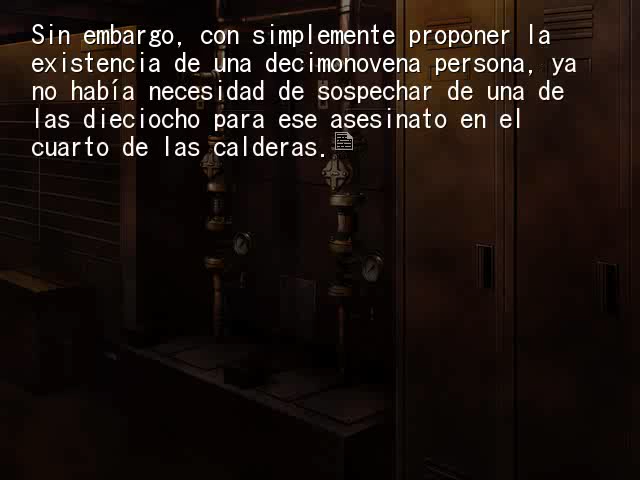 Sin embargo, con simplemente proponer la
existencia de una decimonovena persona, ya
no había necesidad de sospechar de una de
las dieciocho para ese asesinato en el
cuarto de las calderas.